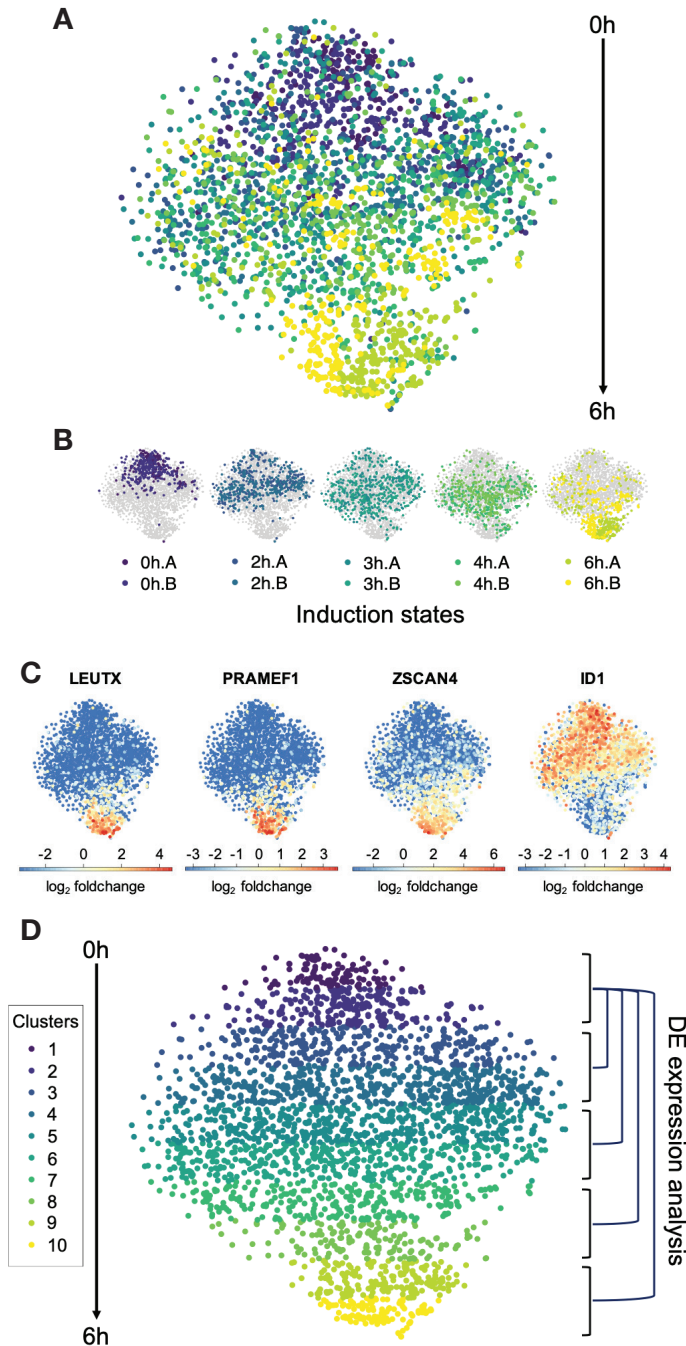 A
0h
6h
B
0h.A 2h.A 3h.A 4h.A 6h.A
0h.B 2h.B 3h.B 4h.B 6h.B
Induction states
C
LEUTX PRAMEF1 ZSCAN4 ID1
-2 0 2 4 -3 -2 -1 0 1 2 3 -2 0 2 4 6 -3 -2 -1 0 1 2 3 4
log2 foldchange log2 foldchange log2 foldchange log2 foldchange
D
0h
Clusters
1
2
3
4
5
6
7
8
9
10
6h
DE expression analysis